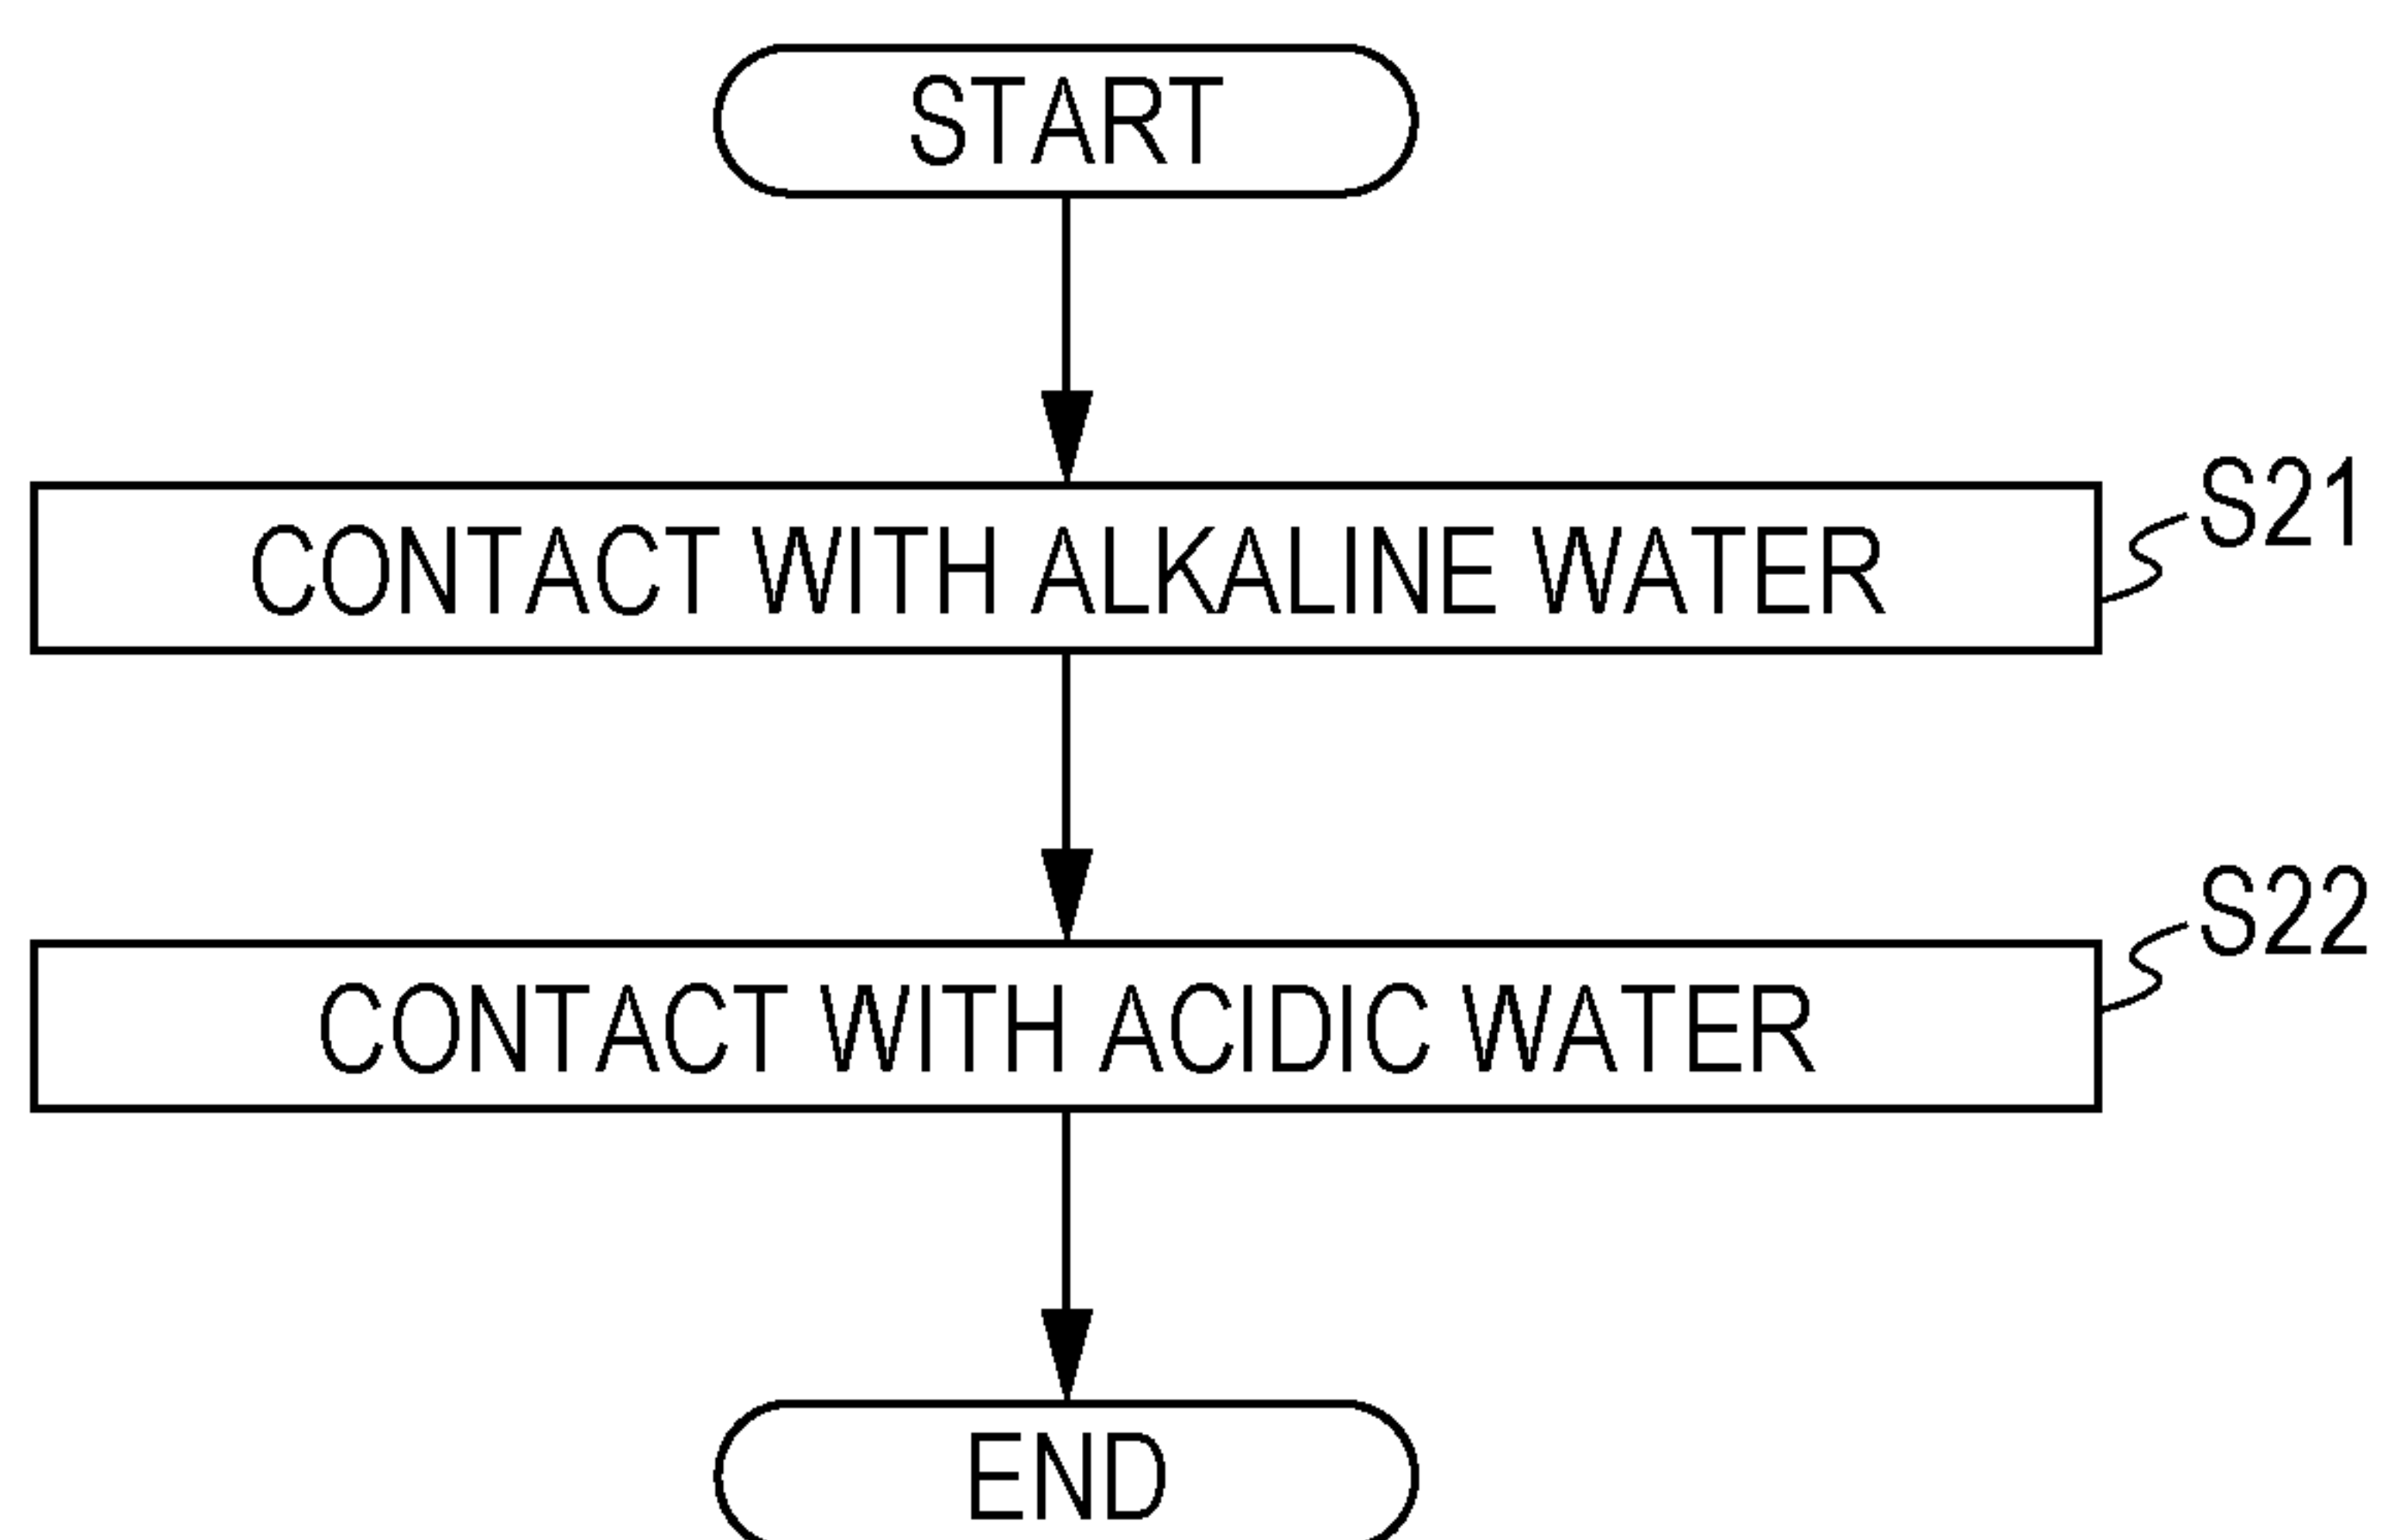 START
S21
CONTACT WITH ALKALINE WATER
S22
CONTACT WITH ACIDIC WATER
END